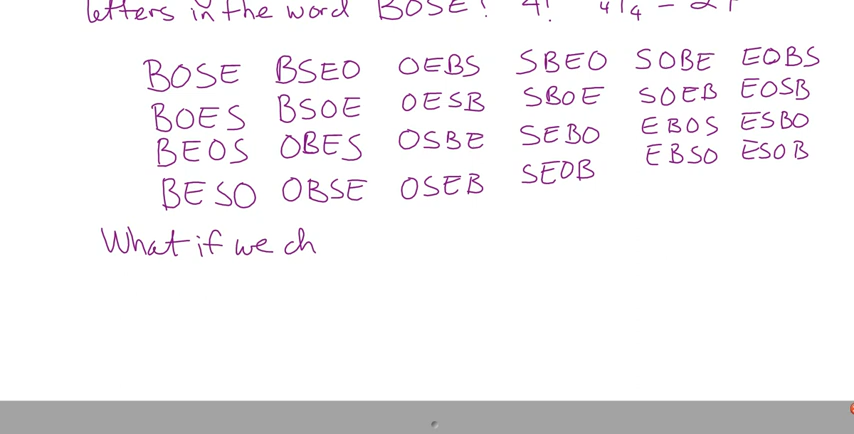 letters in the word BOSE? 4! ₄P₄ = 24
BOSE BSEO OEBS SBEO SOBE EOBS
BOES BSOE OESB SBOE SOEB EOSB
BEOS OBES OSBE SEBO EBOS ESBO
BESO OBSE OSEB SEOB EBSO ESOB
What if we ch